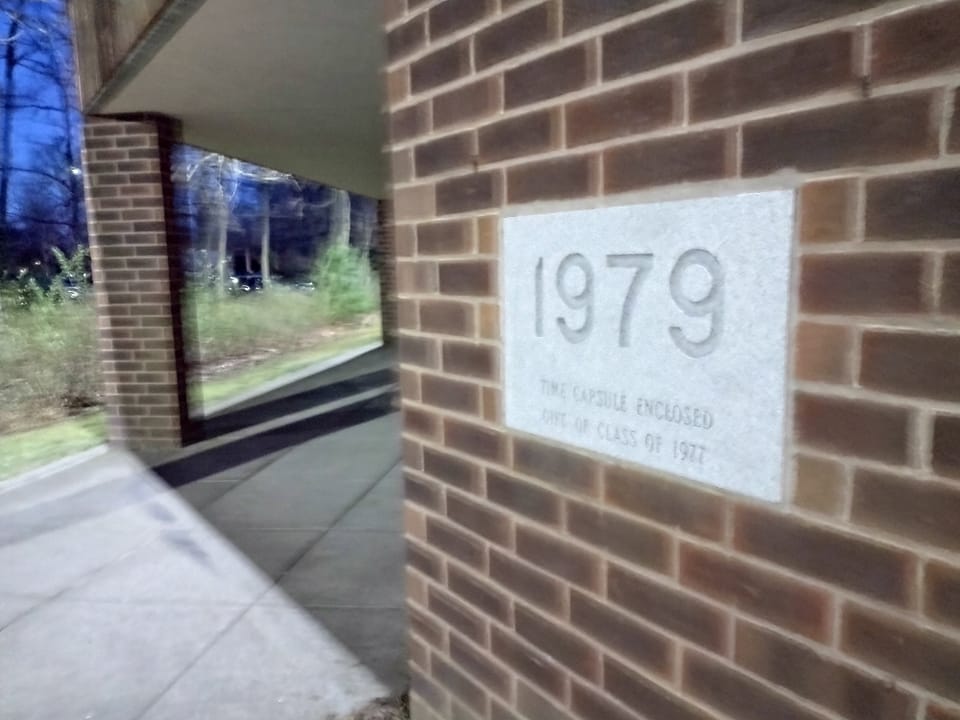 1979
TIME CAPSULE ENCLOSED
GIFT OF CLASS OF 1977